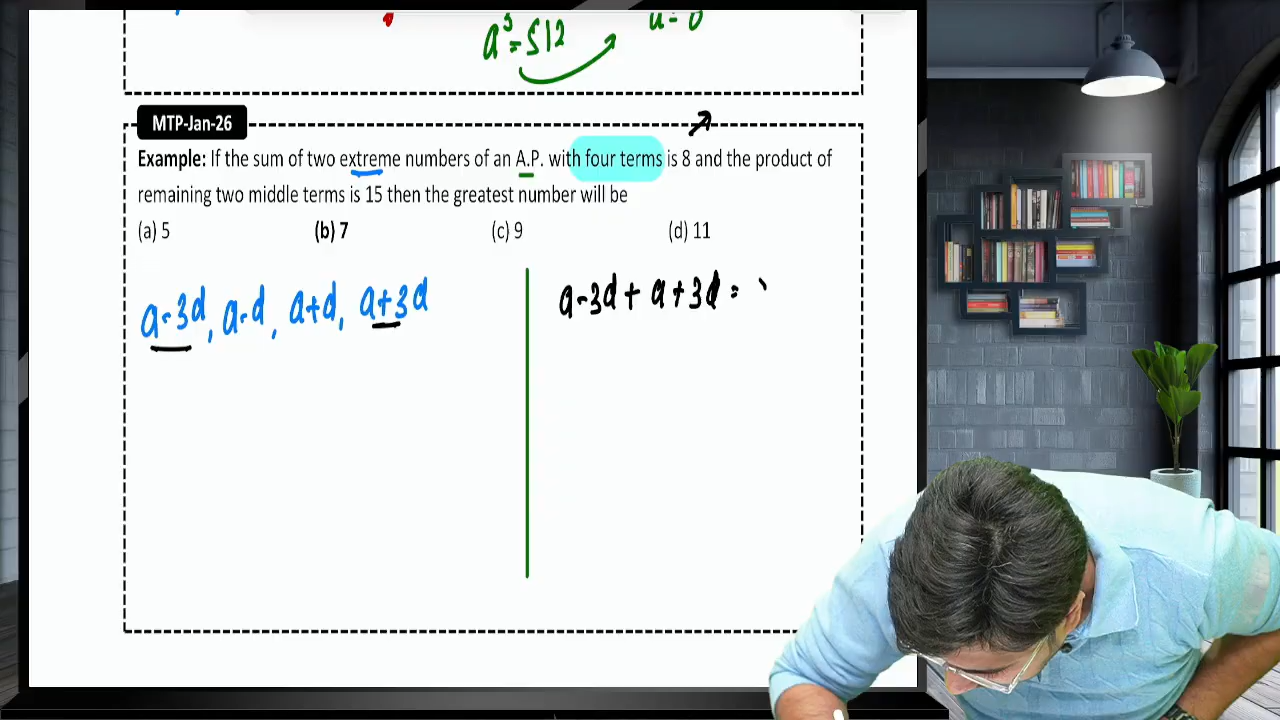 a³=512
MTP-Jan-26
Example: If the sum of two extreme numbers of an A.P. with four terms is 8 and the product of
remaining two middle terms is 15 then the greatest number will be
(a) 5 (b) 7 (c) 9 (d) 11
a-3d, a-d, a+d, a+3d
a-3d+ a+3d=